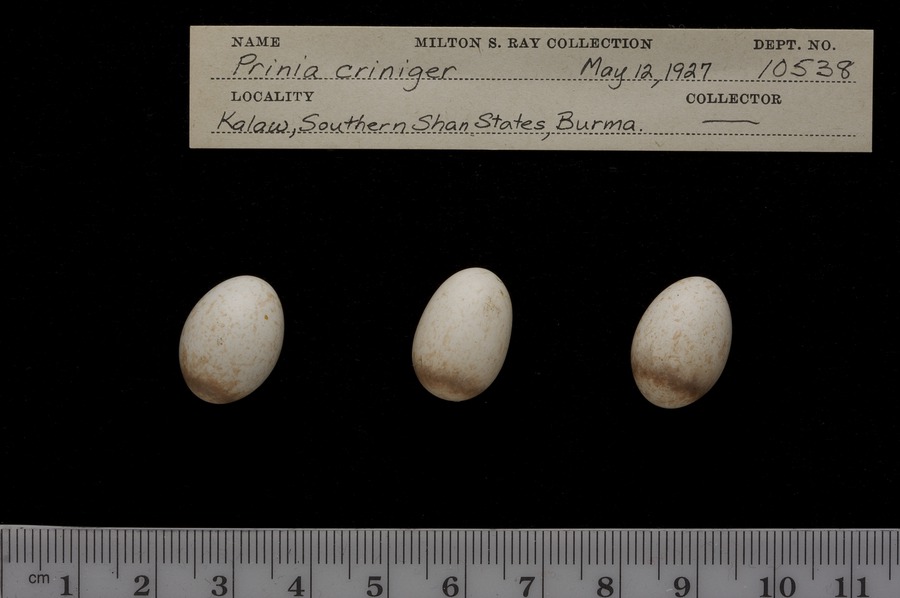 NAME MILTON S. RAY COLLECTION DEPT. NO.
Prinia criniger May 12, 1927 10538
LOCALITY COLLECTOR
Kalaw, Southern Shan States, Burma.
cm 1 2 3 4 5 6 7 8 9 10 11